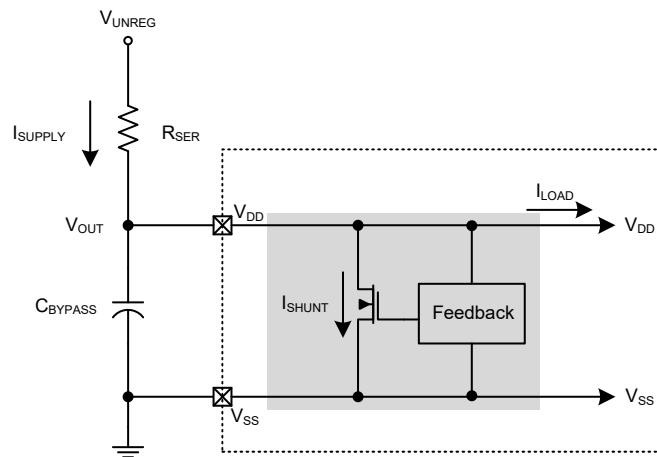 VUNREG
ISUPPLY
RSER
ILOAD
VOUT
VDD
VDD
CBYPASS
ISHUNT
Feedback
VSS
VSS